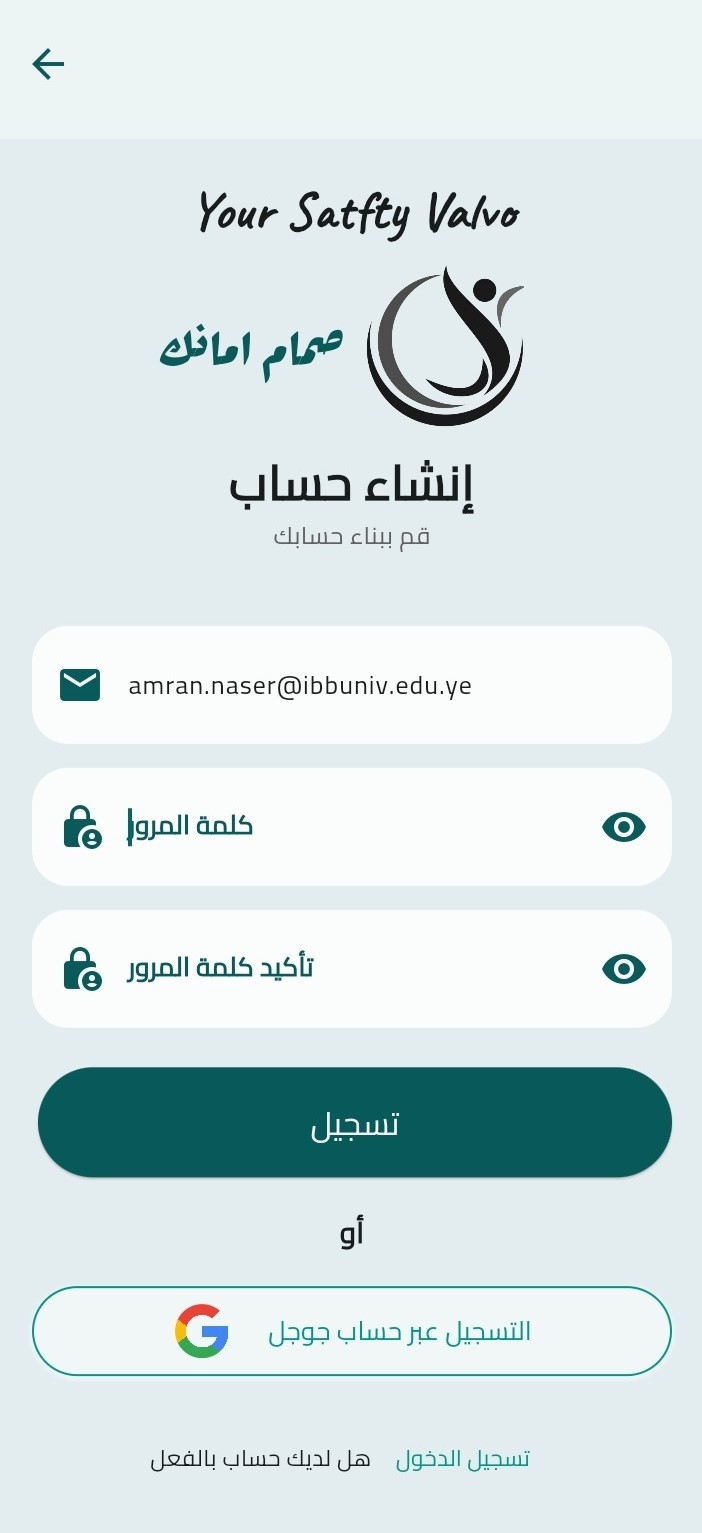 Your Satfty Valvo
صمام امانك
إنشاء حساب
قم ببناء حسابك
amran.naser@ibbuniv.edu.ye
كلمة المرور
تأكيد كلمة المرور
تسجيل
أو
التسجيل عبر حساب جوجل
هل لديك حساب بالفعل تسجيل الدخول